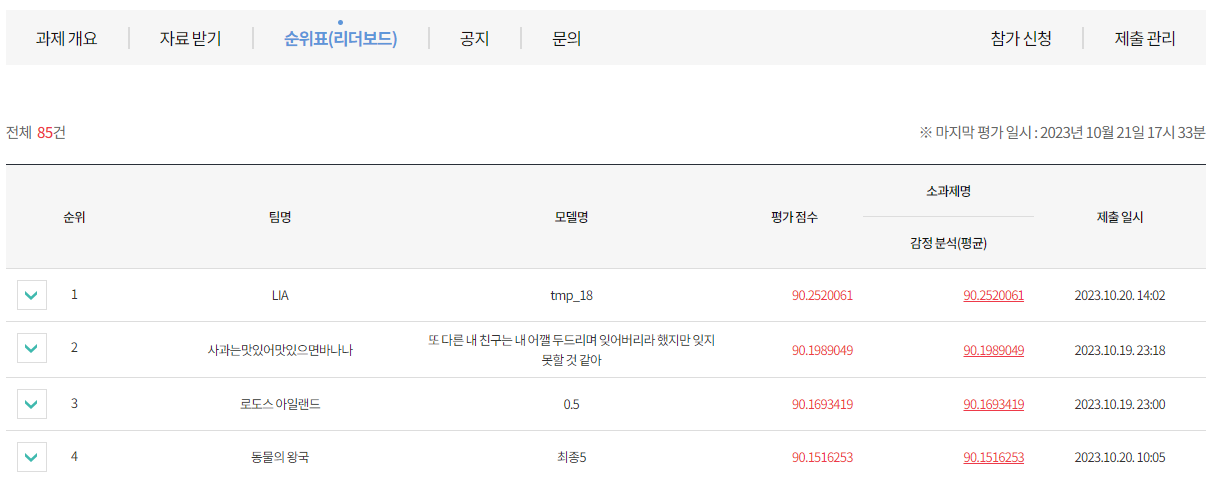 과제 개요 자료 받기 순위표(리더보드) 공지 문의 참가 신청 제출 관리
전체 85건 ※ 마지막 평가 일시 : 2023년 10월 21일 17시 33분
순위 팀명 모델명 평가 점수 소과제명 제출 일시
감정 분석(평균)
1 LIA tmp_18 90.2520061 90.2520061 2023.10.20. 14:02
2 사과는맛있어맛있으면바나나 또 다른 내 친구는 내 어깰 두드리며 잊어버리라 했지만 잊지 90.1989049 90.1989049 2023.10.19. 23:18
못할 것 같아
3 로도스 아일랜드 0.5 90.1693419 90.1693419 2023.10.19. 23:00
4 동물의 왕국 최종5 90.1516253 90.1516253 2023.10.20. 10:05